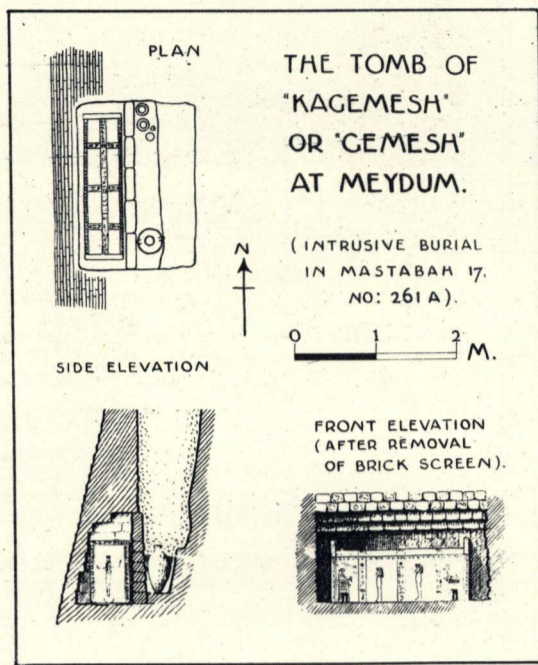 PLAN
THE TOMB OF
"KAGEMESH"
OR "GEMESH"
AT MEYDUM.
N
(INTRUSIVE BURIAL
IN MASTABAH 17.
NO: 261 A).
0 1 2
M.
SIDE ELEVATION
FRONT ELEVATION
(AFTER REMOVAL
OF BRICK SCREEN).